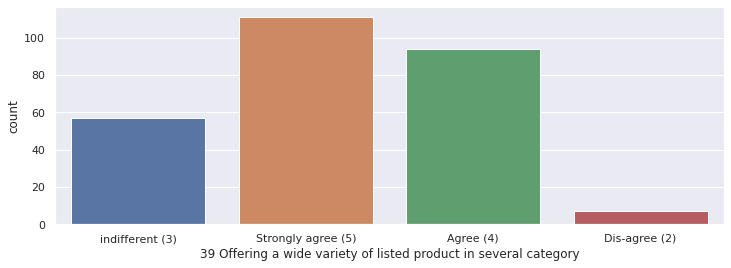 100
80
60
40
20
0
count
indifferent (3) Strongly agree (5) Agree (4) Dis-agree (2)
39 Offering a wide variety of listed product in several category